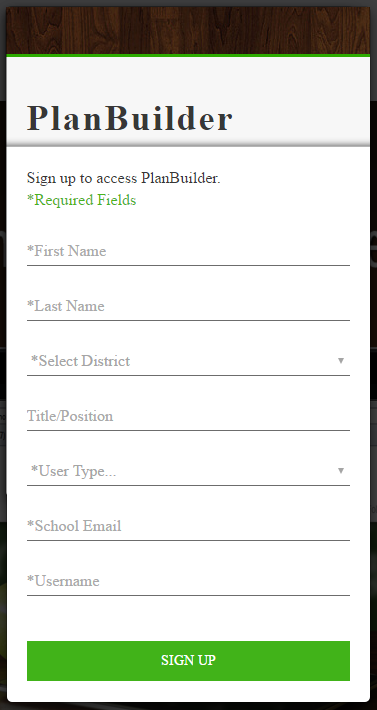 PlanBuilder
Sign up to access PlanBuilder.
*Required Fields
*First Name
*Last Name
*Select District
Title/Position
*User Type...
*School Email
*Username
SIGN UP